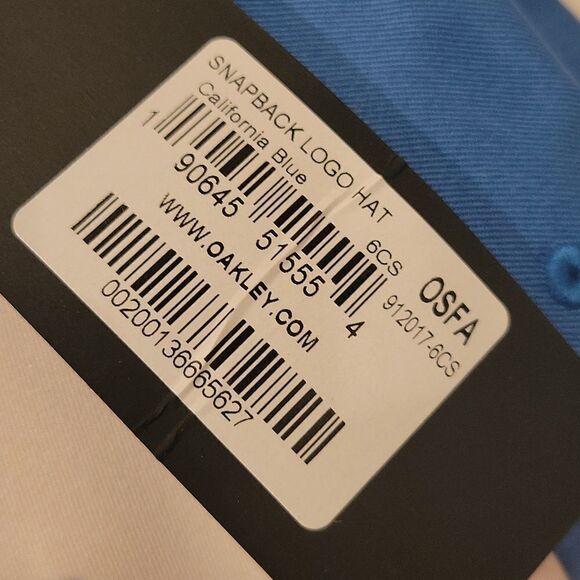 SNAPBACK LOGO HAT
California Blue
6CS
OSFA
912017-6CS
1 90645 51555 4
WWW.OAKLEY.COM
00200136665627